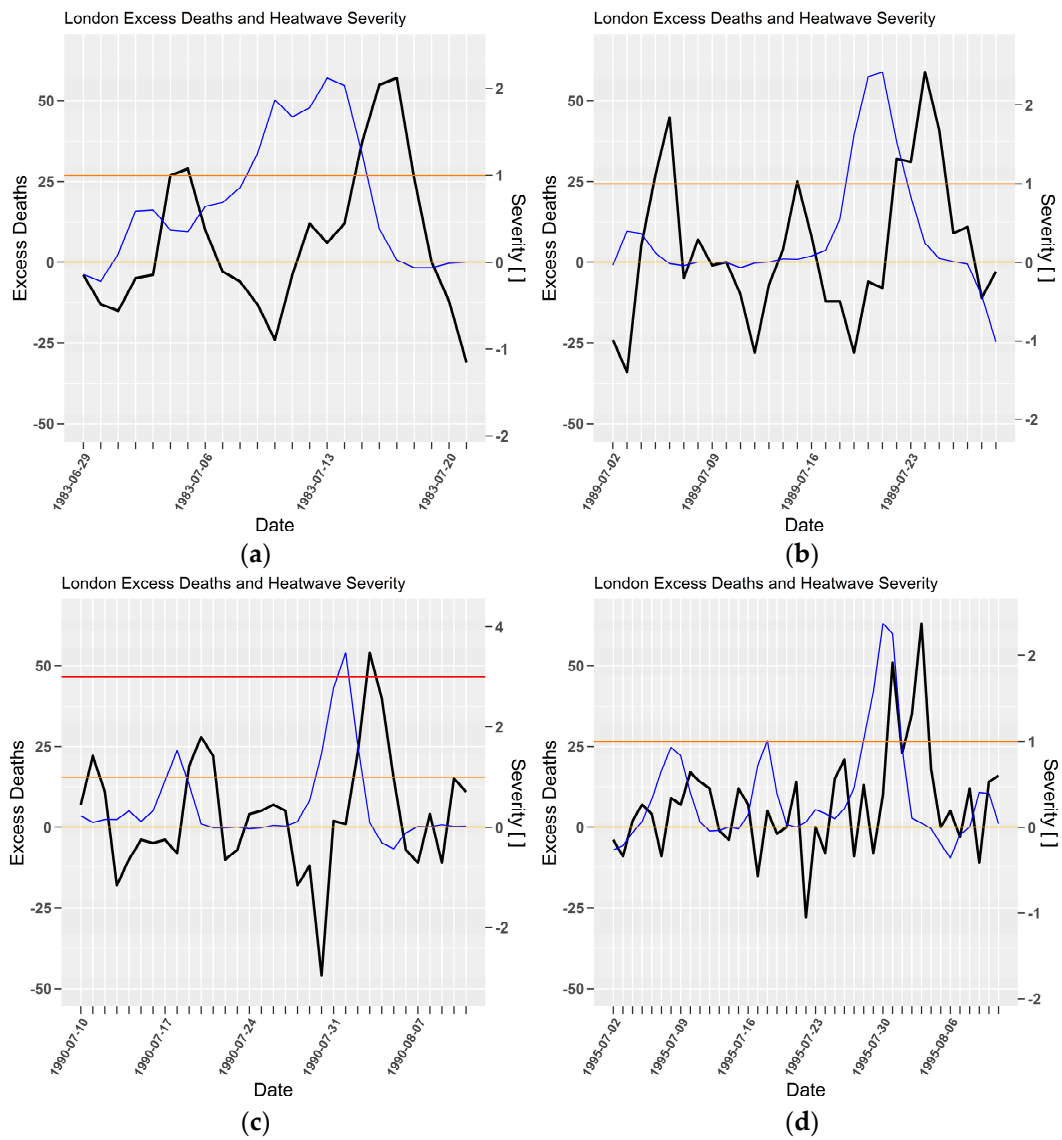 London Excess Deaths and Heatwave Severity
50
25
0
-25
-50
Excess Deaths
2
1
0
-1
-2
Severity [ ]
1983-06-29
1983-07-06
1983-07-13
1983-07-20
Date
(a)
London Excess Deaths and Heatwave Severity
50
25
0
-25
-50
Excess Deaths
2
1
0
-1
-2
Severity [ ]
1989-07-02
1989-07-09
1989-07-16
1989-07-23
Date
(b)
London Excess Deaths and Heatwave Severity
50
25
0
-25
-50
Excess Deaths
4
2
0
-2
Severity [ ]
1990-07-10
1990-07-17
1990-07-24
1990-07-31
1990-08-07
Date
(c)
London Excess Deaths and Heatwave Severity
50
25
0
-25
-50
Excess Deaths
2
1
0
-1
-2
Severity [ ]
1995-07-02
1995-07-09
1995-07-16
1995-07-23
1995-07-30
1995-08-06
Date
(d)